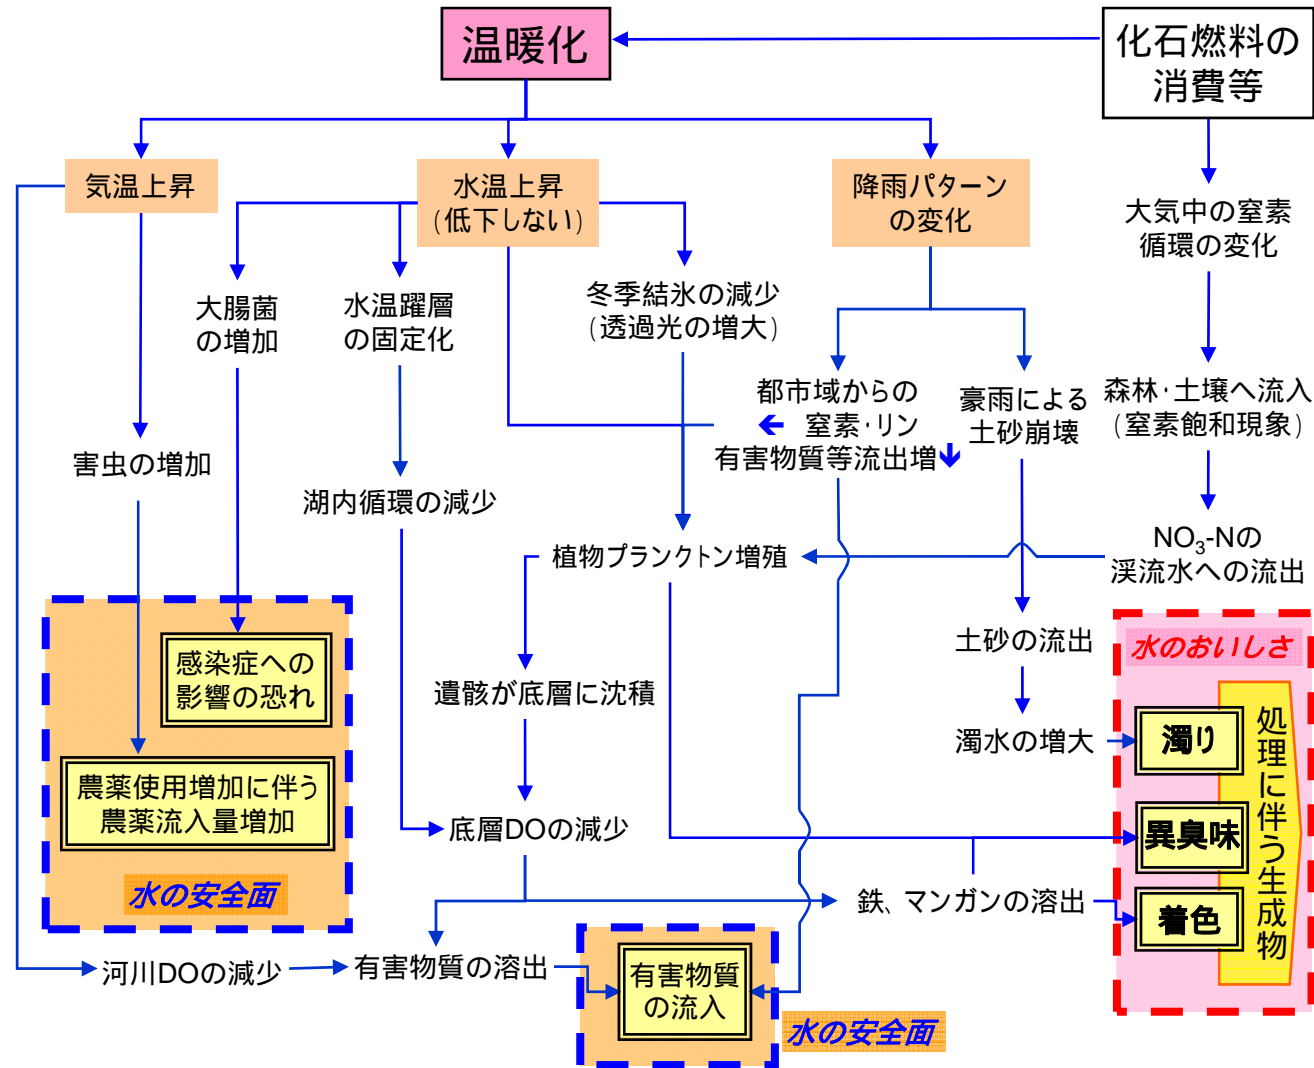 温暖化
化石燃料の
消費等
気温上昇
水温上昇
(低下しない)
降雨パターン
の変化
大気中の窒素
循環の変化
大腸菌
の増加
水温躍層
の固定化
冬季結氷の減少
(透過光の増大)
都市域からの
窒素・リン
有害物質等流出増
豪雨による
土砂崩壊
森林・土壌へ流入
(窒素飽和現象)
害虫の増加
湖内循環の減少
植物プランクトン増殖
NO3-Nの
渓流水への流出
感染症への
影響の恐れ
遺骸が底層に沈積
土砂の流出
水のおいしさ
濁水の増大
濁り
処理に伴う生成物
農薬使用増加に伴う
農薬流入量増加
底層DOの減少
異臭味
水の安全面
鉄、マンガンの溶出
着色
河川DOの減少
有害物質の溶出
有害物質
の流入
水の安全面